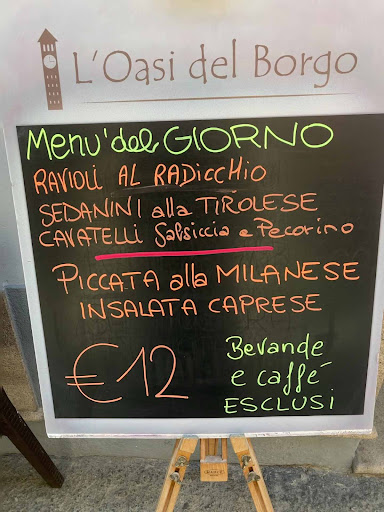 L'Oasi del Borgo
Menu' del GIORNO
RAVIOLI AL RADICCHIO
SEDANINI alla TIROLESE
CAVATELLI Salsiccia e Pecorino
PICCATA alla MILANESE
INSALATA CAPRESE
€12
Bevande
e caffé
ESCLUSI